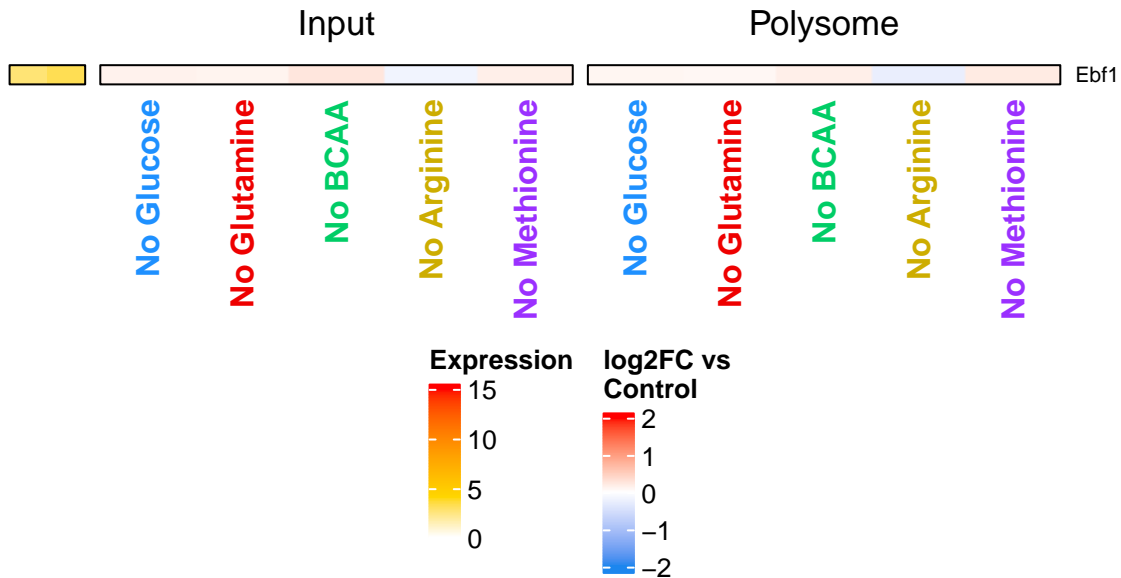 Input
Polysome
Ebf1
No Glucose
No Glutamine
No BCAA
No Arginine
No Methionine
No Glucose
No Glutamine
No BCAA
No Arginine
No Methionine
Expression
15
10
5
0
log2FC vs
Control
2
1
0
−1
−2